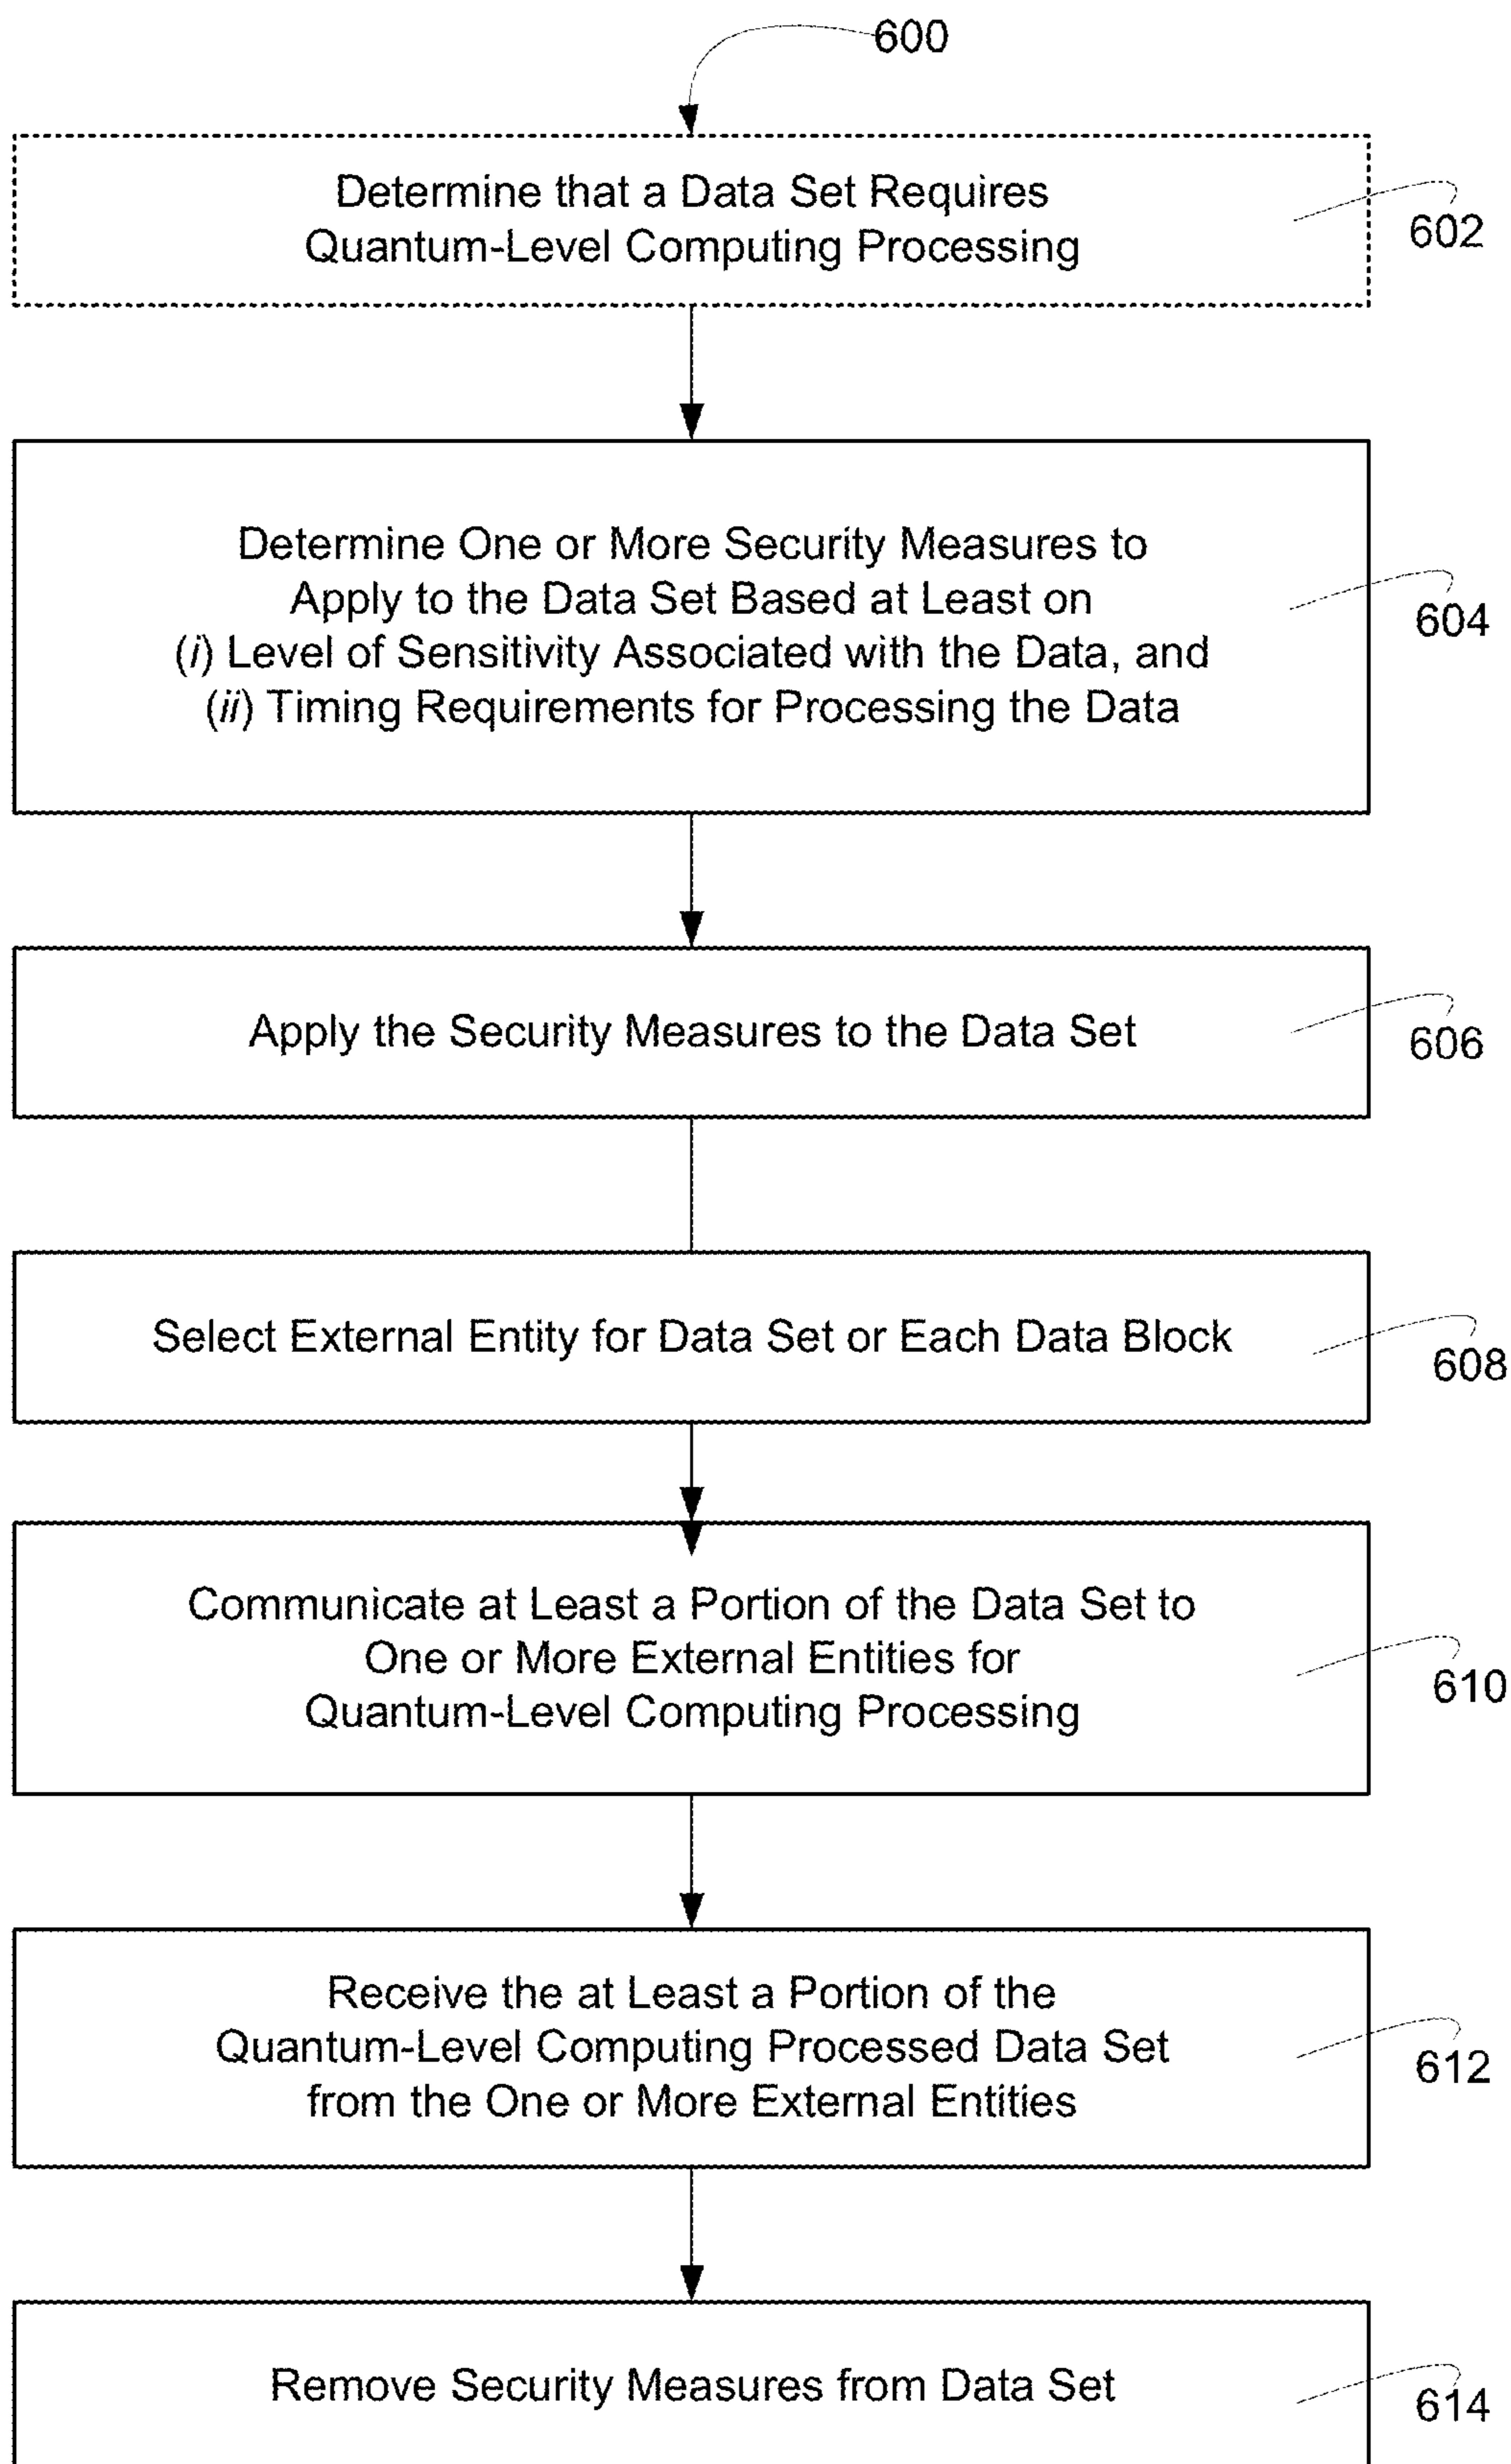 600
Determine that a Data Set Requires
Quantum-Level Computing Processing
602
Determine One or More Security Measures to
Apply to the Data Set Based at Least on
(i) Level of Sensitivity Associated with the Data, and
(ii) Timing Requirements for Processing the Data
604
Apply the Security Measures to the Data Set
606
Select External Entity for Data Set or Each Data Block
608
Communicate at Least a Portion of the Data Set to
One or More External Entities for
Quantum-Level Computing Processing
610
Receive the at Least a Portion of the
Quantum-Level Computing Processed Data Set
from the One or More External Entities
612
Remove Security Measures from Data Set
614